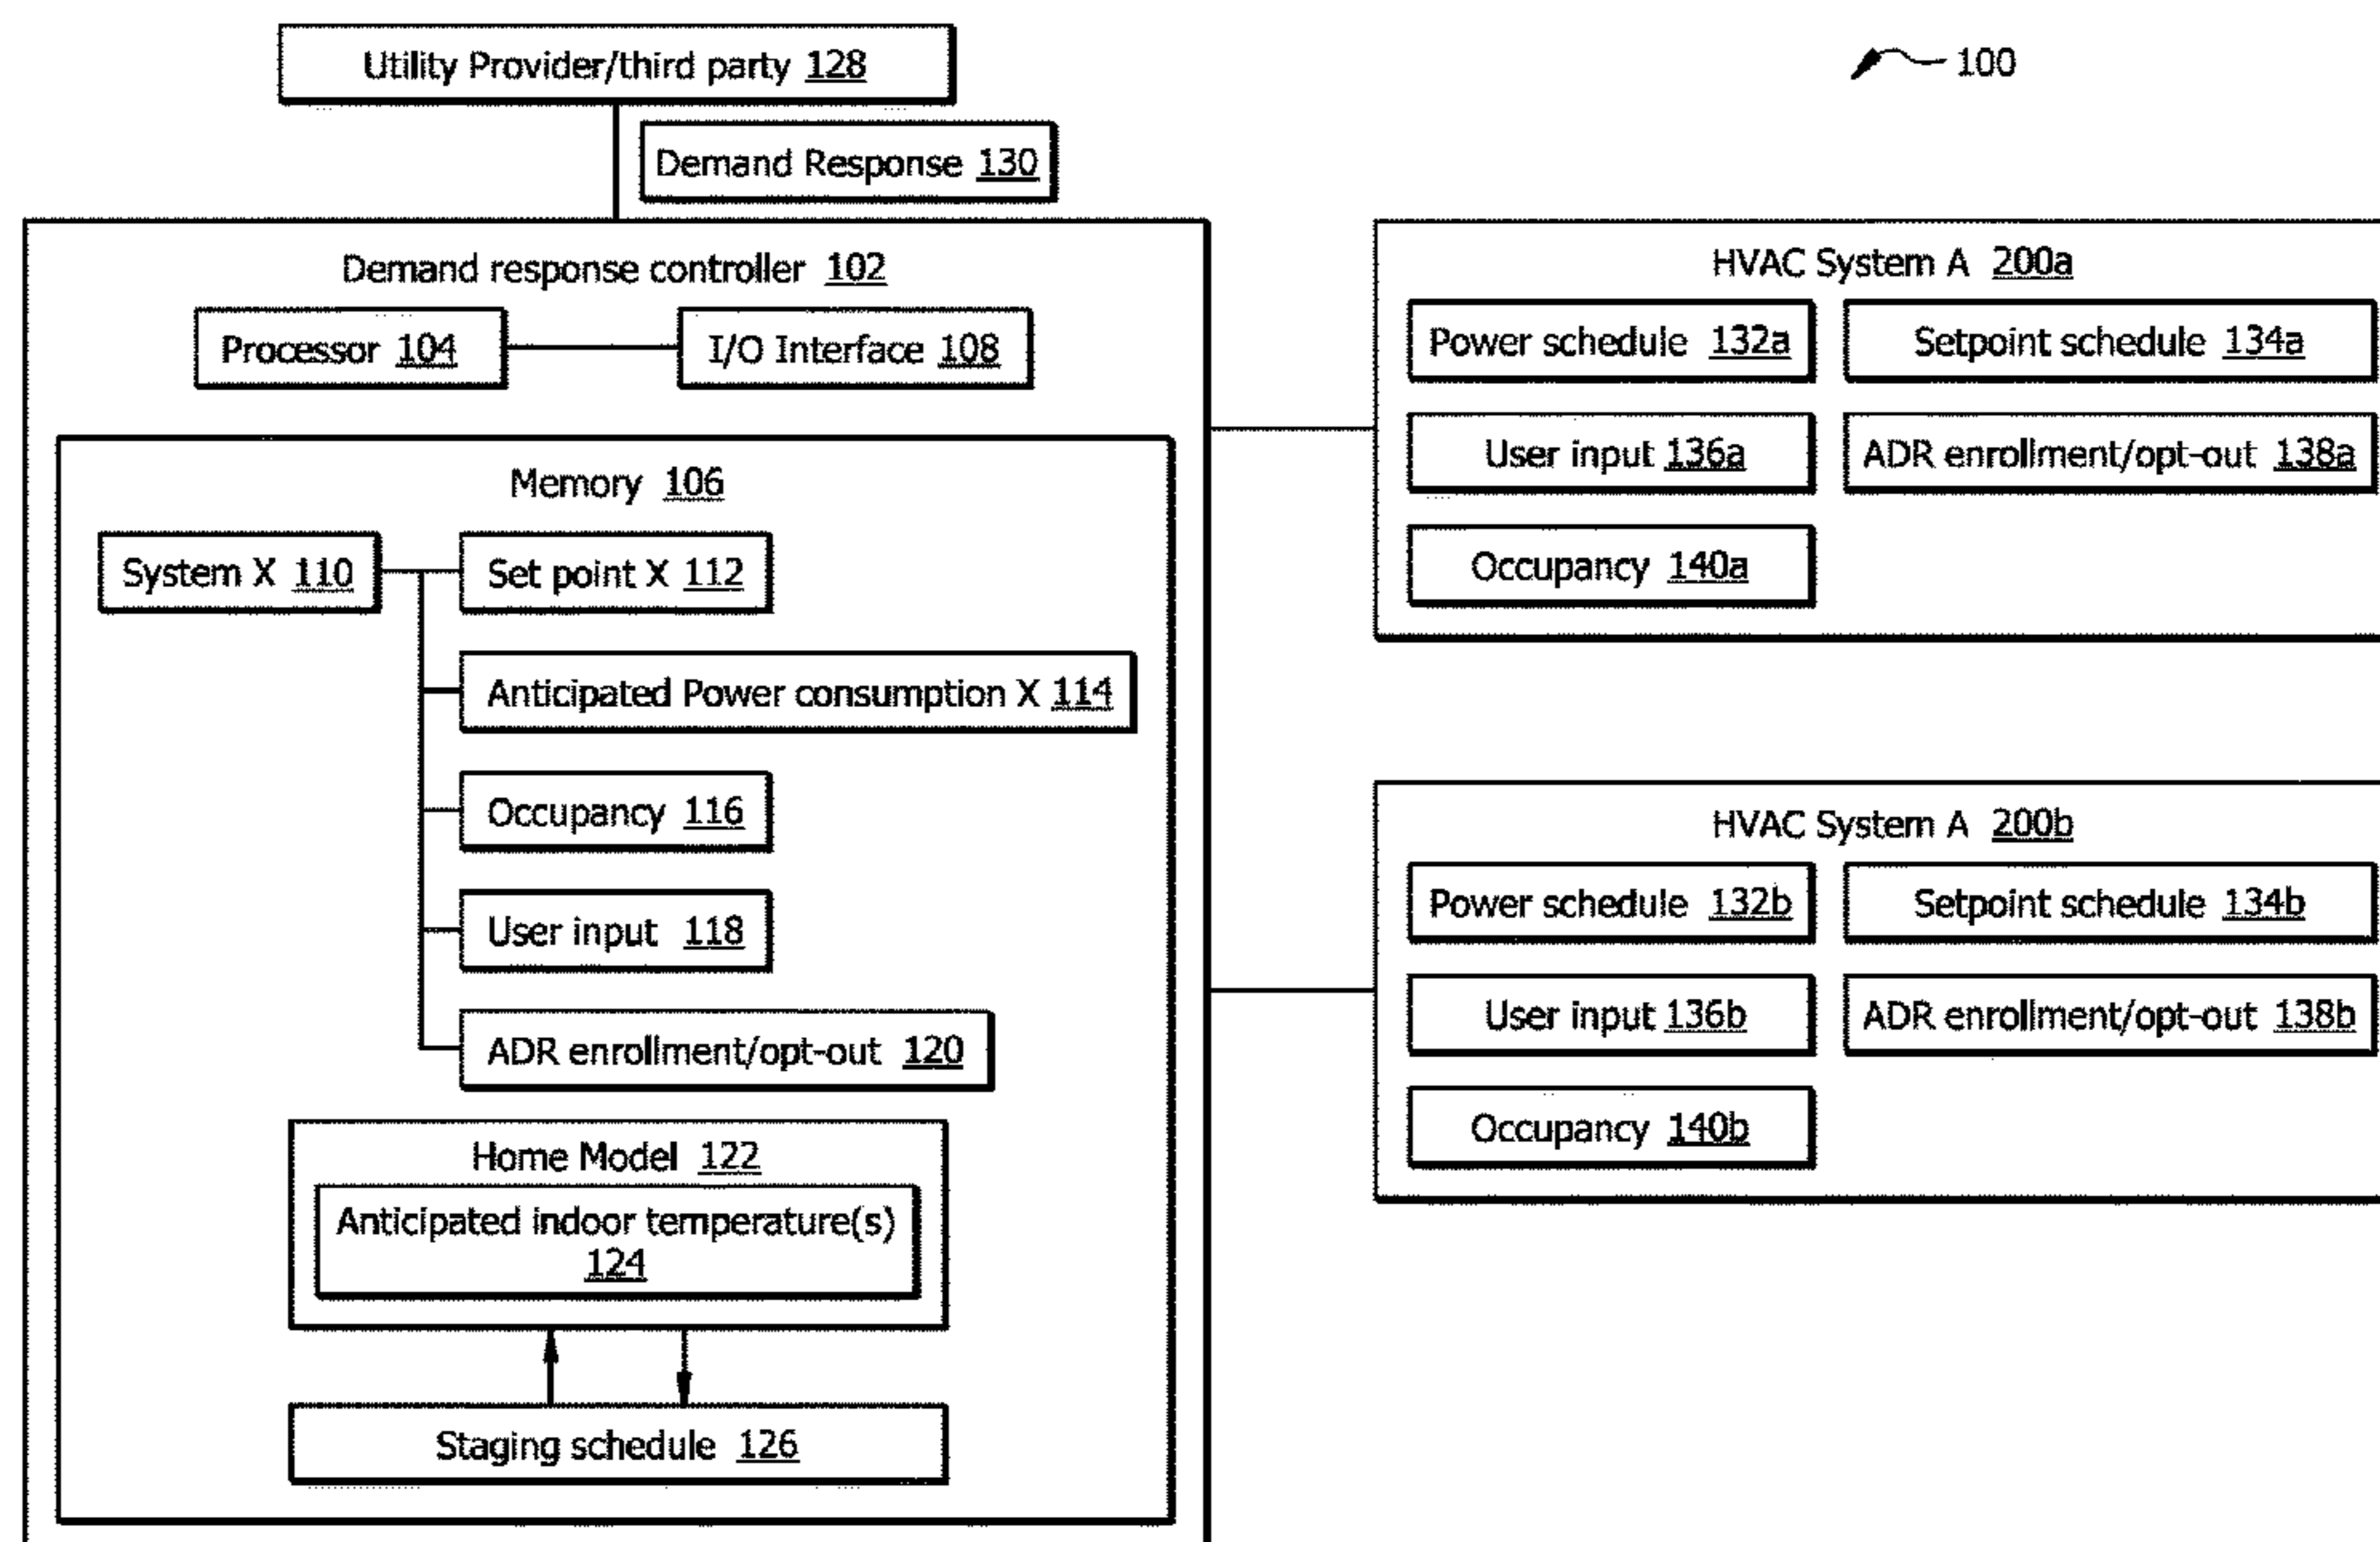 Utility Provider/third party 128
100
Demand Response 130
Demand response controller 102
Processor 104
I/O Interface 108
Memory 106
System X 110
Set point X 112
Anticipated Power consumption X 114
Occupancy 116
User input 118
ADR enrollment/opt-out 120
Home Model 122
Anticipated indoor temperature(s)
124
Staging schedule 126
HVAC System A 200a
Power schedule 132a
Setpoint schedule 134a
User input 136a
ADR enrollment/opt-out 138a
Occupancy 140a
HVAC System A 200b
Power schedule 132b
Setpoint schedule 134b
User input 136b
ADR enrollment/opt-out 138b
Occupancy 140b